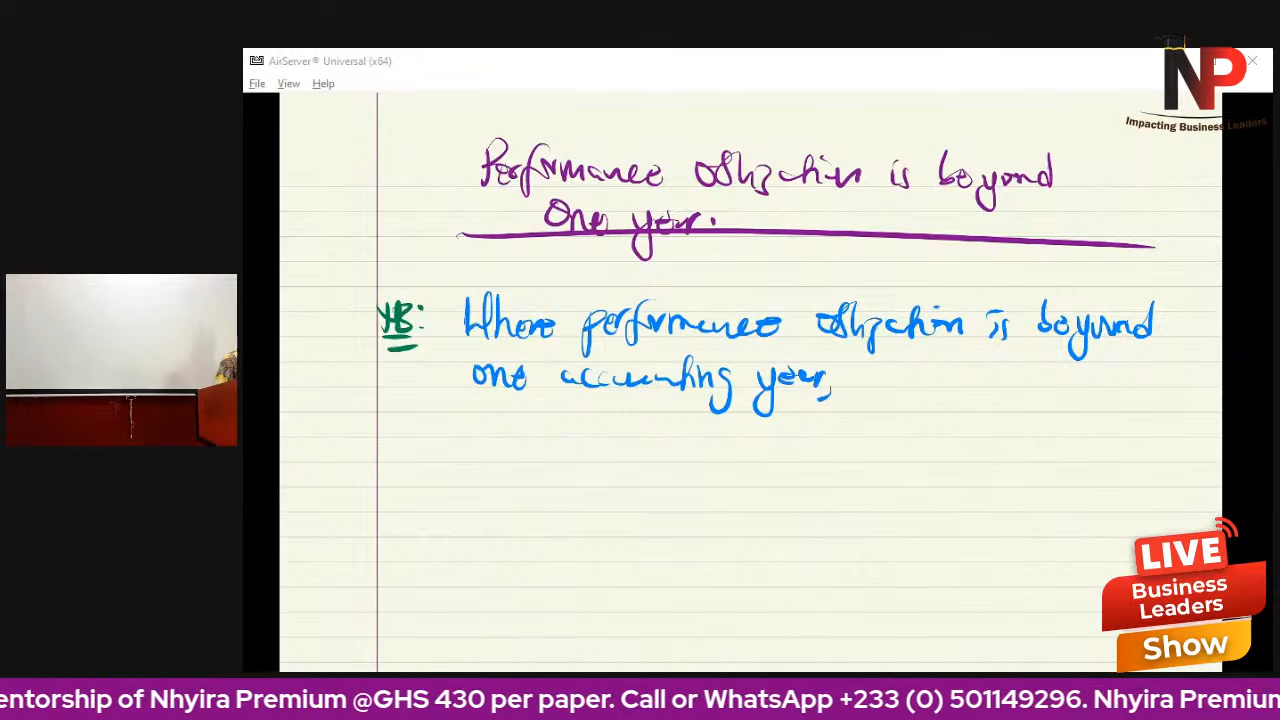 AirServer® Universal (x64)
File View Help
NP
Impacting Business Leaders
Performance obligation is beyond
One year.
NB: Where performance obligation is beyond
one accounting year,
LIVE
Business
Leaders
Show
entorship of Nhyira Premium @GHS 430 per paper. Call or WhatsApp +233 (0) 501149296. Nhyira Premium